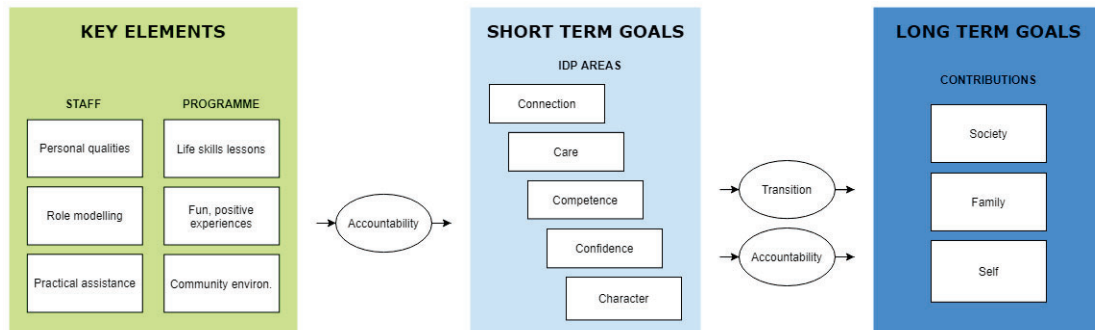 KEY ELEMENTS
STAFF
PROGRAMME
Personal qualities
Life skills lessons
Role modelling
Fun, positive
experiences
Practical assistance
Community environ.
Accountability
SHORT TERM GOALS
IDP AREAS
Connection
Care
Competence
Confidence
Character
Transition
Accountability
LONG TERM GOALS
CONTRIBUTIONS
Society
Family
Self